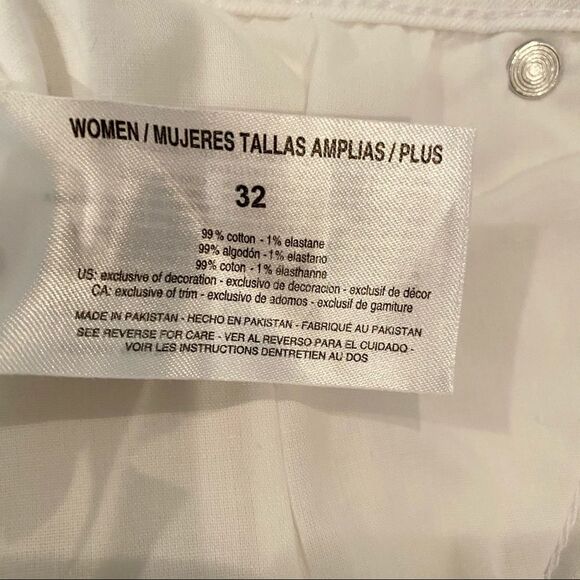 WOMEN / MUJERES TALLAS AMPLIAS / PLUS
32
99% cotton - 1% elastane
99% algodón - 1% elastano
99% coton - 1% élasthanne
US: exclusive of decoration - exclusivo de decoracion - exclusif de décor
CA: exclusive of trim - exclusivo de adornos - exclusif de garniture
MADE IN PAKISTAN - HECHO EN PAKISTAN - FABRIQUÉ AU PAKISTAN
SEE REVERSE FOR CARE - VER AL REVERSO PARA EL CUIDADO -
VOIR LES INSTRUCTIONS DENTRETIEN AU DOS